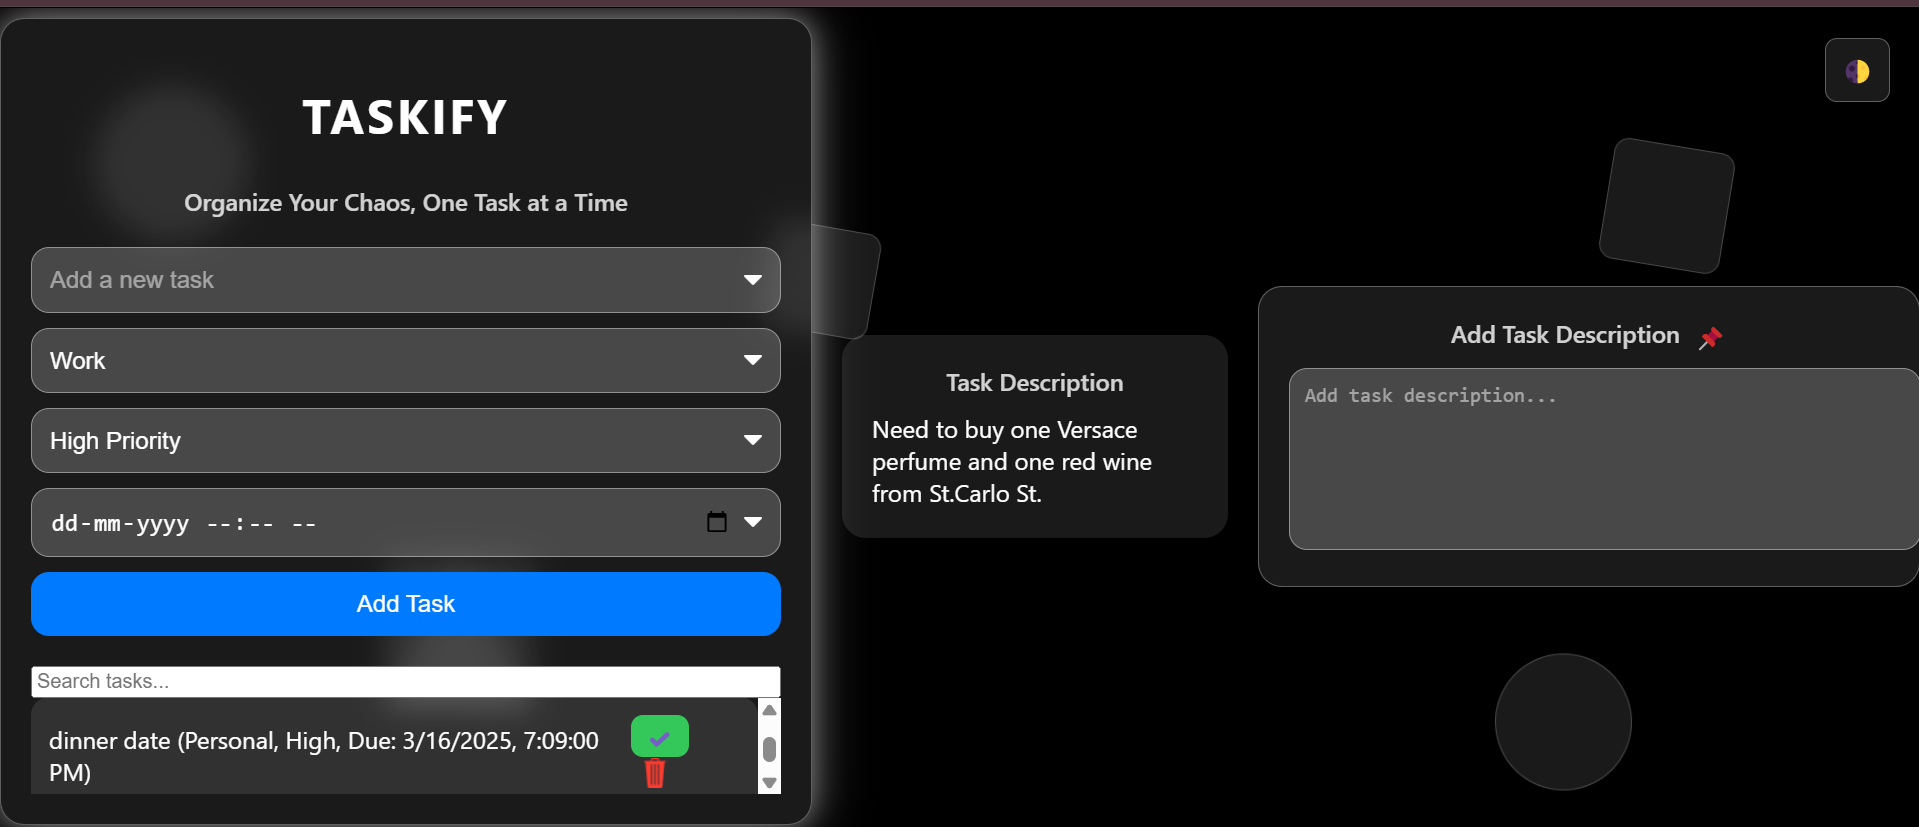 TASKIFY
Organize Your Chaos, One Task at a Time
Add a new task
Work
High Priority
dd-mm-yyyy --:-- --
Add Task
Search tasks...
dinner date (Personal, High, Due: 3/16/2025, 7:09:00
PM)
Task Description
Need to buy one Versace
perfume and one red wine
from St.Carlo St.
Add Task Description
Add task description...